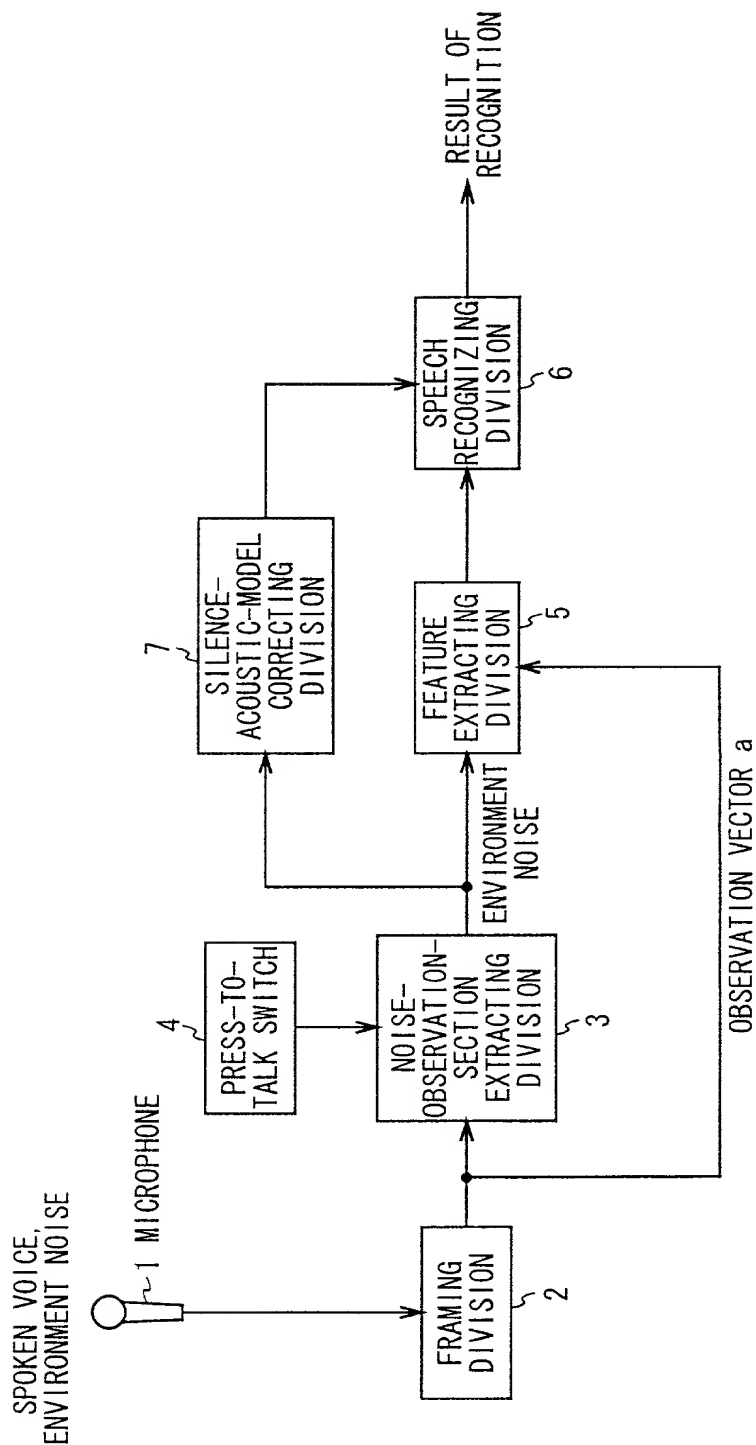 SPOKEN VOICE,
ENVIRONMENT NOISE
1 MICROPHONE
FRAMING
DIVISION
2
4
PRESS-TO-
TALK SWITCH
NOISE-
OBSERVATION-
SECTION
EXTRACTING
DIVISION
3
ENVIRONMENT
NOISE
7
SILENCE-
ACOUSTIC-MODEL
CORRECTING
DIVISION
FEATURE
EXTRACTING
DIVISION
5
SPEECH
RECOGNIZING
DIVISION
6
RESULT OF
RECOGNITION
OBSERVATION VECTOR a